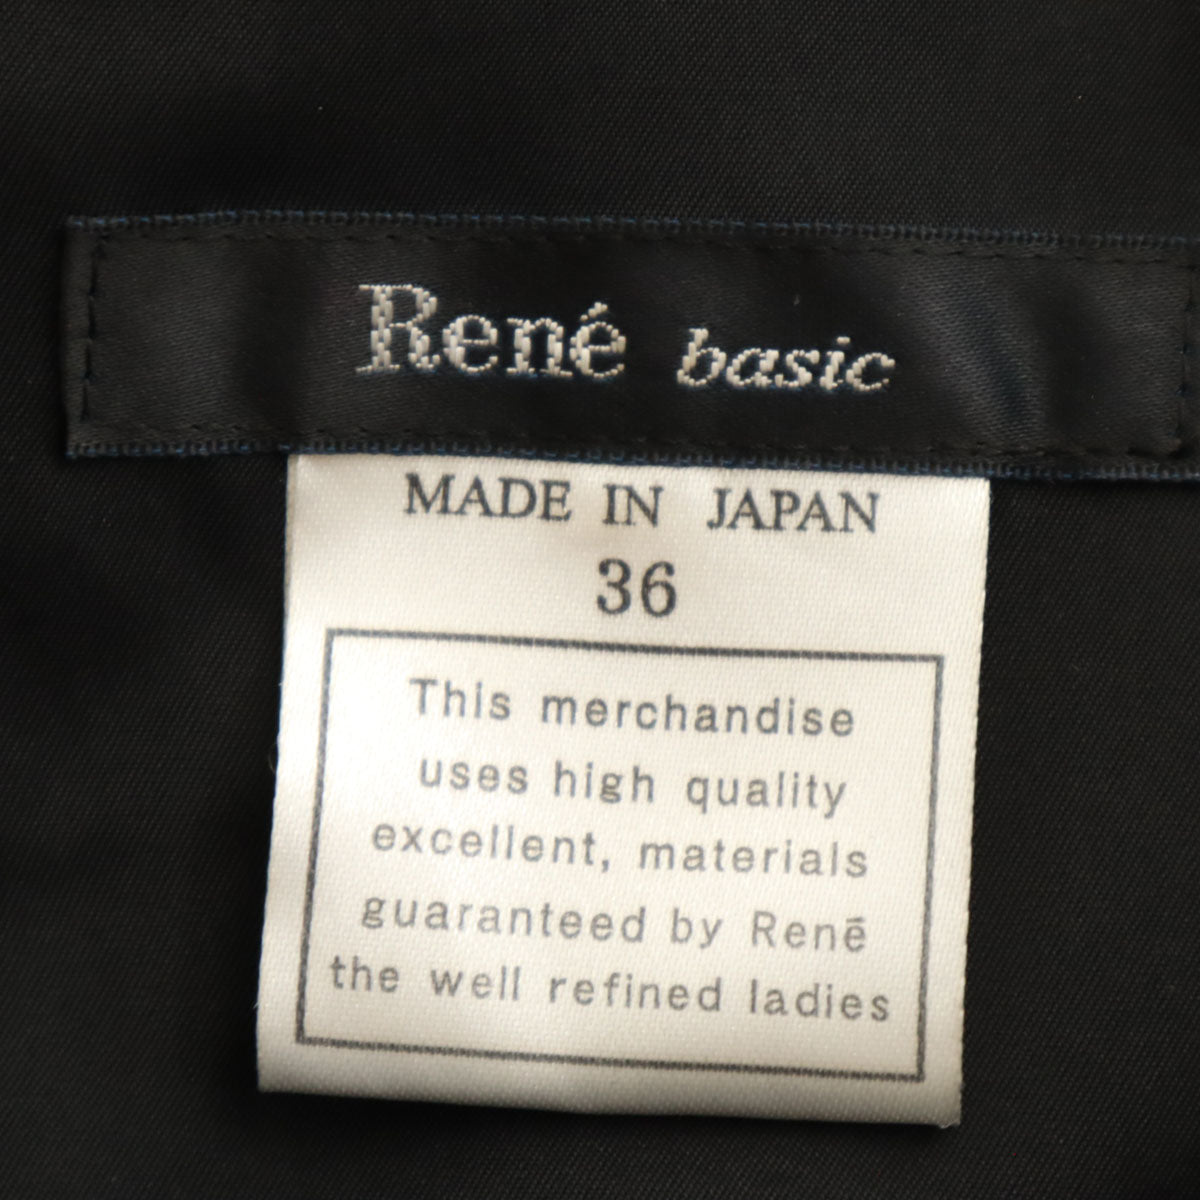 René basic
MADE IN JAPAN
36
This merchandise
uses high quality
excellent, materials
guaranteed by Renē
the well refined ladies